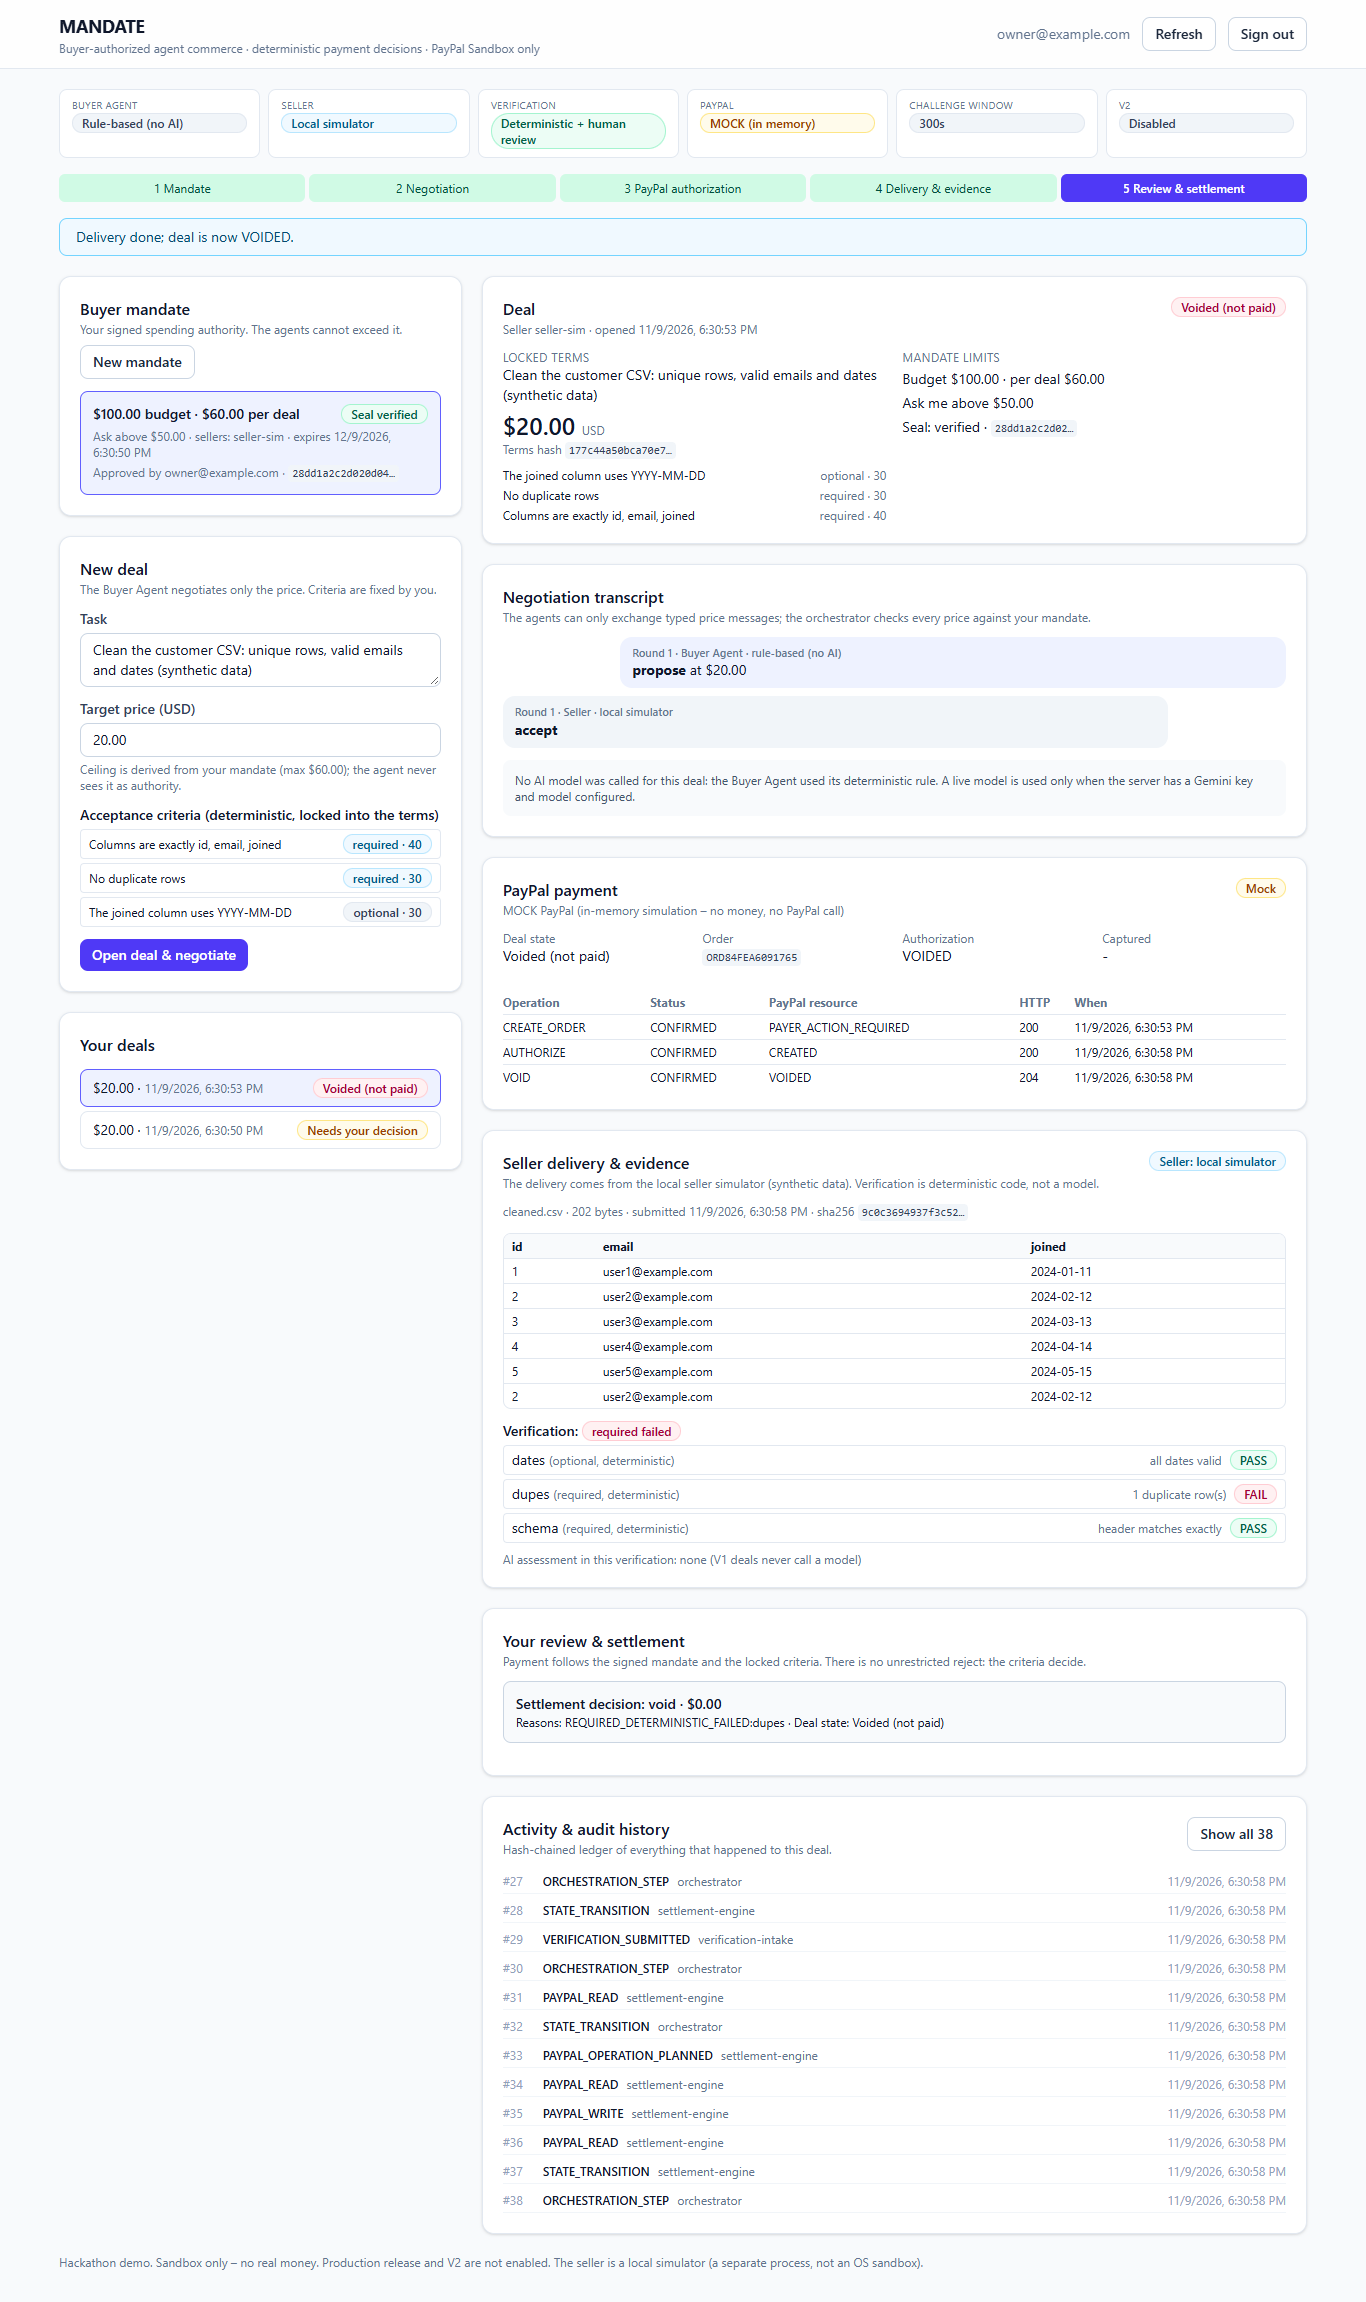 MANDATE
Buyer-authorized agent commerce · deterministic payment decisions · PayPal Sandbox only
owner@example.com
Refresh
Sign out
BUYER AGENT
Rule-based (no AI)
SELLER
Local simulator
VERIFICATION
Deterministic + human
review
PAYPAL
MOCK (in memory)
CHALLENGE WINDOW
300s
V2
Disabled
1 Mandate
2 Negotiation
3 PayPal authorization
4 Delivery & evidence
5 Review & settlement
Delivery done; deal is now VOIDED.
Buyer mandate
Your signed spending authority. The agents cannot exceed it.
New mandate
$100.00 budget · $60.00 per deal
Seal verified
Ask above $50.00 · sellers: seller-sim · expires 12/9/2026,
6:30:50 PM
Approved by owner@example.com · 28dd1a2c2d020d04…
New deal
The Buyer Agent negotiates only the price. Criteria are fixed by you.
Task
Clean the customer CSV: unique rows, valid emails
and dates (synthetic data)
Target price (USD)
20.00
Ceiling is derived from your mandate (max $60.00); the agent never
sees it as authority.
Acceptance criteria (deterministic, locked into the terms)
Columns are exactly id, email, joined
required · 40
No duplicate rows
required · 30
The joined column uses YYYY-MM-DD
optional · 30
Open deal & negotiate
Your deals
$20.00 · 11/9/2026, 6:30:53 PM
Voided (not paid)
$20.00 · 11/9/2026, 6:30:50 PM
Needs your decision
Deal
Voided (not paid)
Seller seller-sim · opened 11/9/2026, 6:30:53 PM
LOCKED TERMS
Clean the customer CSV: unique rows, valid emails and dates
(synthetic data)
$20.00 USD
Terms hash 177c44a50bca70e7…
The joined column uses YYYY-MM-DD
optional · 30
No duplicate rows
required · 30
Columns are exactly id, email, joined
required · 40
MANDATE LIMITS
Budget $100.00 · per deal $60.00
Ask me above $50.00
Seal: verified · 28dd1a2c2d02…
Negotiation transcript
The agents can only exchange typed price messages; the orchestrator checks every price against your mandate.
Round 1 · Buyer Agent · rule-based (no AI)
propose at $20.00
Round 1 · Seller · local simulator
accept
No AI model was called for this deal: the Buyer Agent used its deterministic rule. A live model is used only when the server has a Gemini key
and model configured.
PayPal payment
Mock
MOCK PayPal (in-memory simulation – no money, no PayPal call)
Deal state
Voided (not paid)
Order
ORD84FEA6091765
Authorization
VOIDED
Captured
-
Operation Status PayPal resource HTTP When
CREATE_ORDER CONFIRMED PAYER_ACTION_REQUIRED 200 11/9/2026, 6:30:53 PM
AUTHORIZE CONFIRMED CREATED 200 11/9/2026, 6:30:58 PM
VOID CONFIRMED VOIDED 204 11/9/2026, 6:30:58 PM
Seller delivery & evidence
Seller: local simulator
The delivery comes from the local seller simulator (synthetic data). Verification is deterministic code, not a model.
cleaned.csv · 202 bytes · submitted 11/9/2026, 6:30:58 PM · sha256 9c0c3694937f3c52…
id email joined
1 user1@example.com 2024-01-11
2 user2@example.com 2024-02-12
3 user3@example.com 2024-03-13
4 user4@example.com 2024-04-14
5 user5@example.com 2024-05-15
2 user2@example.com 2024-02-12
Verification: required failed
dates (optional, deterministic) all dates valid PASS
dupes (required, deterministic) 1 duplicate row(s) FAIL
schema (required, deterministic) header matches exactly PASS
AI assessment in this verification: none (V1 deals never call a model)
Your review & settlement
Payment follows the signed mandate and the locked criteria. There is no unrestricted reject: the criteria decide.
Settlement decision: void · $0.00
Reasons: REQUIRED_DETERMINISTIC_FAILED:dupes · Deal state: Voided (not paid)
Activity & audit history
Show all 38
Hash-chained ledger of everything that happened to this deal.
#27 ORCHESTRATION_STEP orchestrator 11/9/2026, 6:30:58 PM
#28 STATE_TRANSITION settlement-engine 11/9/2026, 6:30:58 PM
#29 VERIFICATION_SUBMITTED verification-intake 11/9/2026, 6:30:58 PM
#30 ORCHESTRATION_STEP orchestrator 11/9/2026, 6:30:58 PM
#31 PAYPAL_READ settlement-engine 11/9/2026, 6:30:58 PM
#32 STATE_TRANSITION orchestrator 11/9/2026, 6:30:58 PM
#33 PAYPAL_OPERATION_PLANNED settlement-engine 11/9/2026, 6:30:58 PM
#34 PAYPAL_READ settlement-engine 11/9/2026, 6:30:58 PM
#35 PAYPAL_WRITE settlement-engine 11/9/2026, 6:30:58 PM
#36 PAYPAL_READ settlement-engine 11/9/2026, 6:30:58 PM
#37 STATE_TRANSITION settlement-engine 11/9/2026, 6:30:58 PM
#38 ORCHESTRATION_STEP orchestrator 11/9/2026, 6:30:58 PM
Hackathon demo. Sandbox only – no real money. Production release and V2 are not enabled. The seller is a local simulator (a separate process, not an OS sandbox).